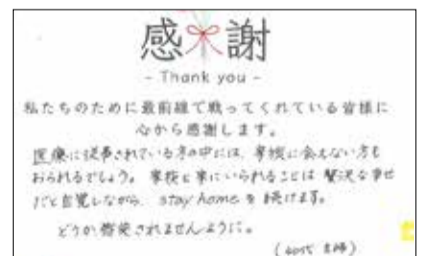 感謝
- Thank you -
私たちのために最前線で戦ってくれている皆様に
心から感謝します。
医療に従事されている方の中には、家族に会えない方も
おられるでしょう。家族と家にいられることは贅沢な幸せ
だと自覚しながら、stay homeを続けます。
どうか感染されませんように。
(40代 主婦)